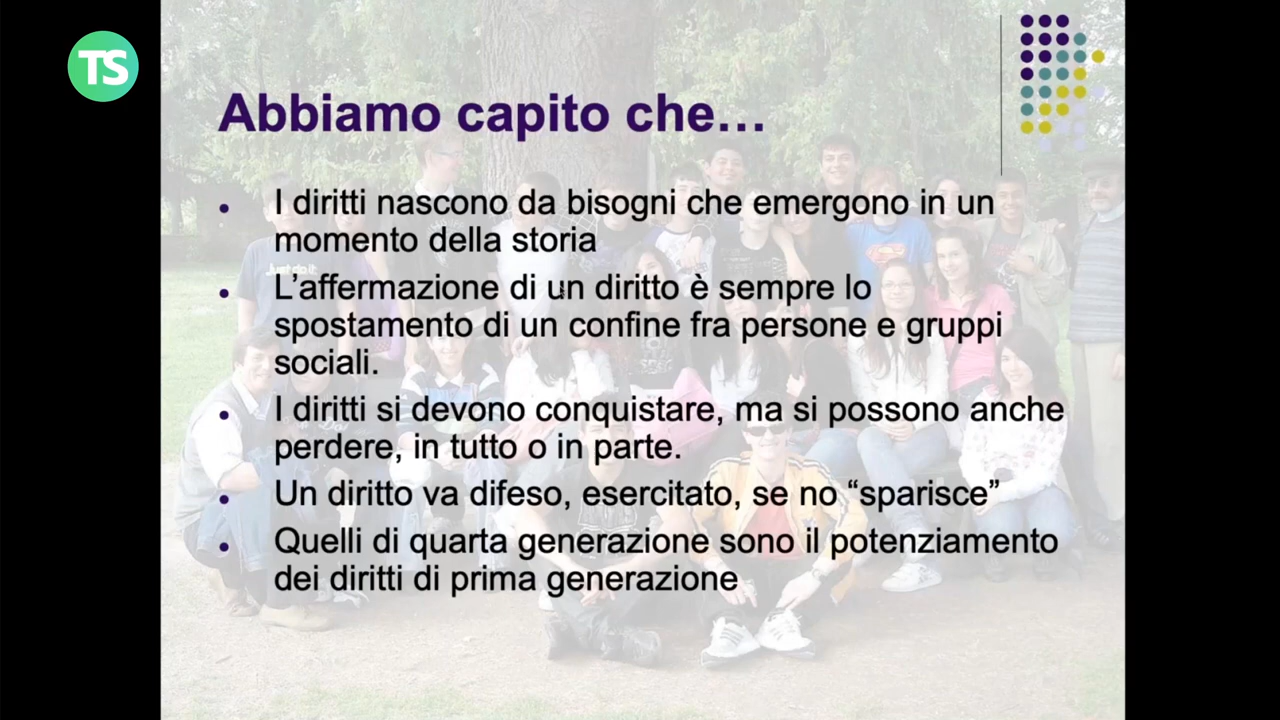 TS
Abbiamo capito che…
I diritti nascono da bisogni che emergono in un
momento della storia
L’affermazione di un diritto è sempre lo
spostamento di un confine fra persone e gruppi
sociali.
I diritti si devono conquistare, ma si possono anche
perdere, in tutto o in parte.
Un diritto va difeso, esercitato, se no “sparisce”
Quelli di quarta generazione sono il potenziamento
dei diritti di prima generazione
Just do it